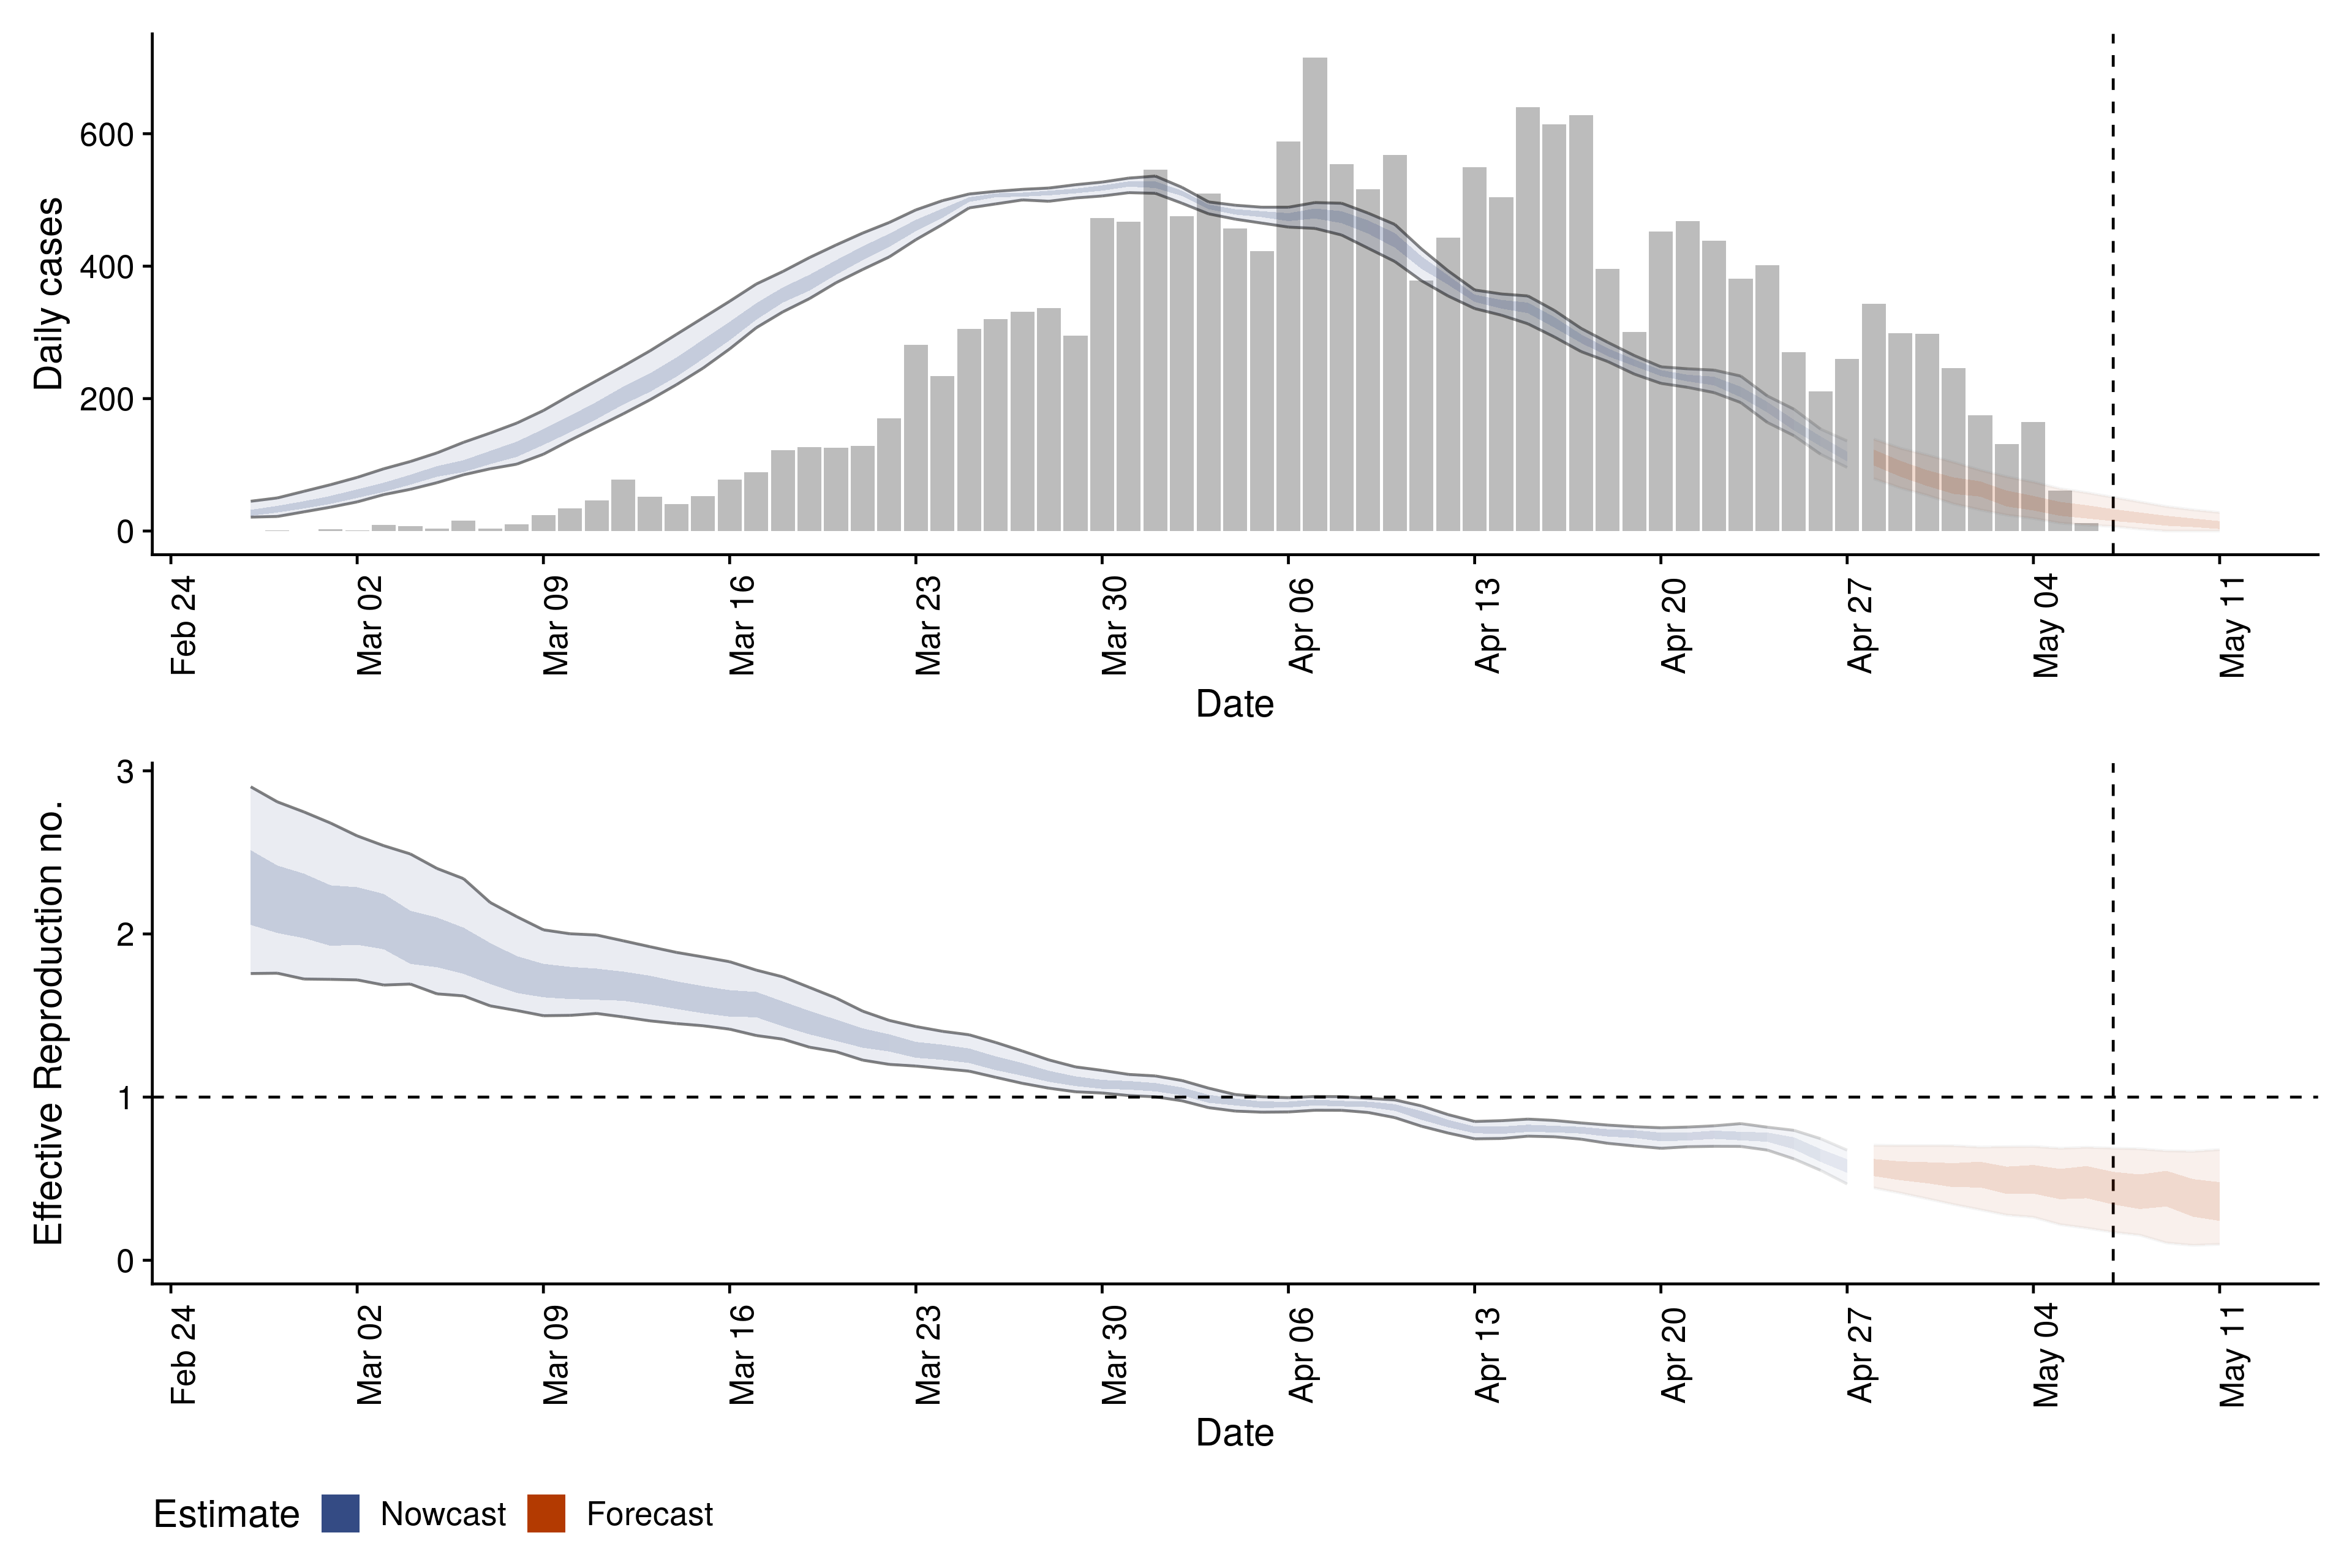 Daily cases
600
400
200
0
Feb 24
Mar 02
Mar 09
Mar 16
Mar 23
Mar 30
Apr 06
Apr 13
Apr 20
Apr 27
May 04
May 11
Date
Effective Reproduction no.
3
2
1
0
Feb 24
Mar 02
Mar 09
Mar 16
Mar 23
Mar 30
Apr 06
Apr 13
Apr 20
Apr 27
May 04
May 11
Date
Estimate Nowcast Forecast